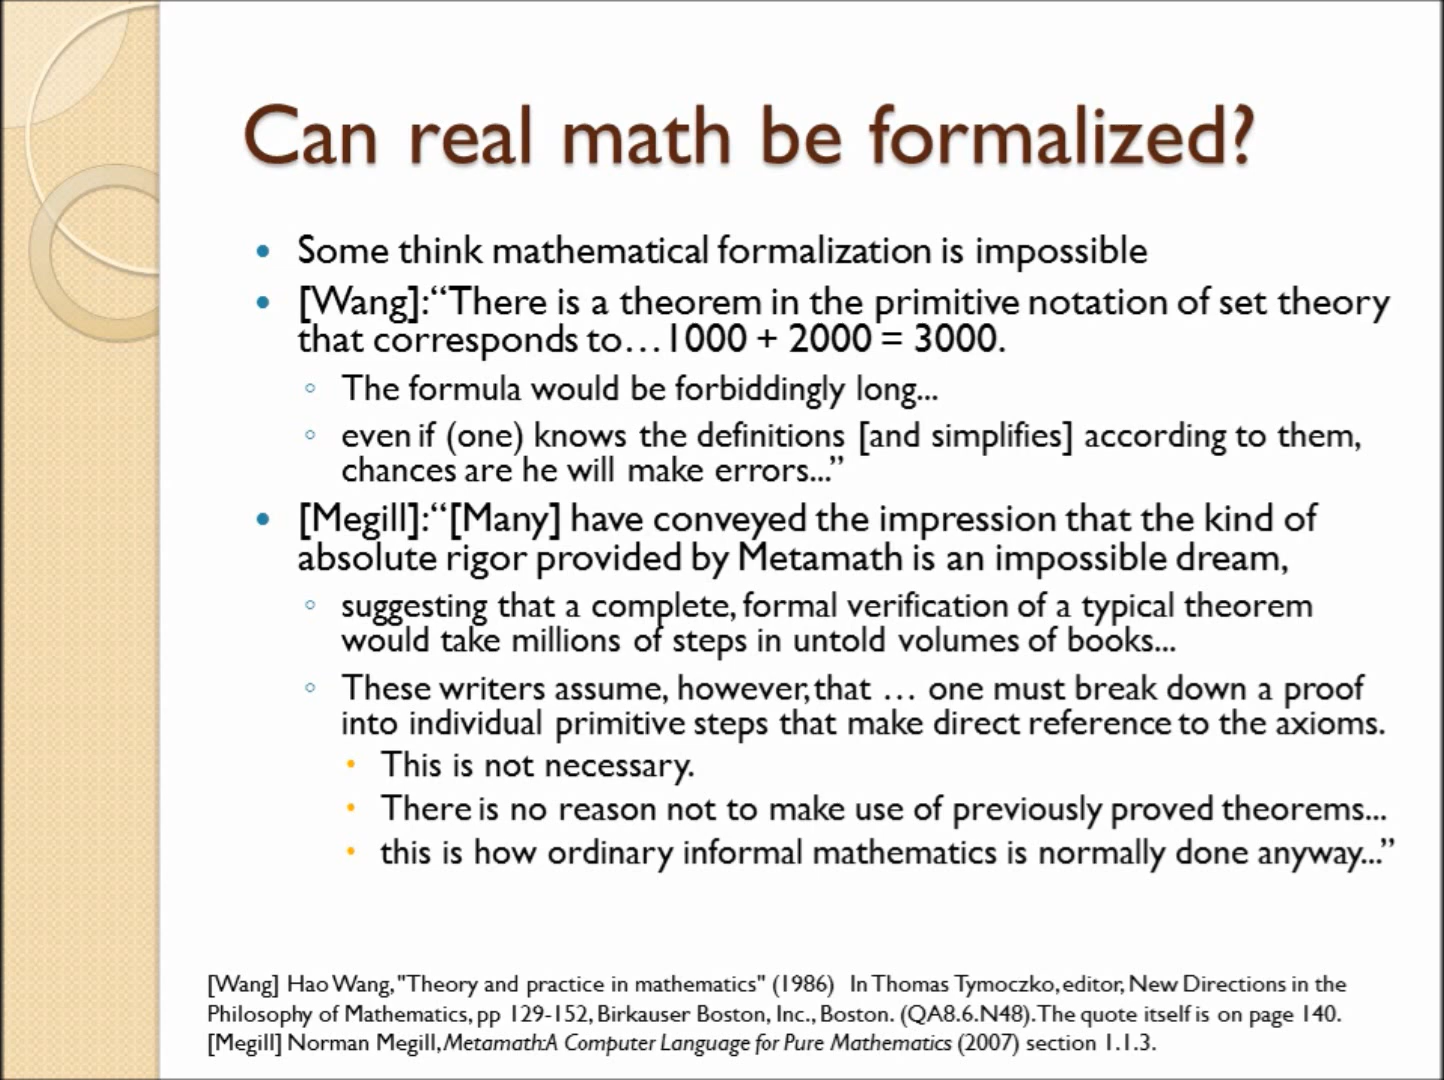 Can real math be formalized?
• Some think mathematical formalization is impossible
• [Wang]:“There is a theorem in the primitive notation of set theory
that corresponds to…1000 + 2000 = 3000.
◦ The formula would be forbiddingly long...
◦ even if (one) knows the definitions [and simplifies] according to them,
chances are he will make errors...”
• [Megill]:“[Many] have conveyed the impression that the kind of
absolute rigor provided by Metamath is an impossible dream,
◦ suggesting that a complete, formal verification of a typical theorem
would take millions of steps in untold volumes of books...
◦ These writers assume, however, that … one must break down a proof
into individual primitive steps that make direct reference to the axioms.
• This is not necessary.
• There is no reason not to make use of previously proved theorems...
• this is how ordinary informal mathematics is normally done anyway...”
[Wang] Hao Wang, "Theory and practice in mathematics" (1986) In Thomas Tymoczko, editor, New Directions in the
Philosophy of Mathematics, pp 129-152, Birkauser Boston, Inc., Boston. (QA8.6.N48). The quote itself is on page 140.
[Megill] Norman Megill, Metamath:A Computer Language for Pure Mathematics (2007) section 1.1.3.